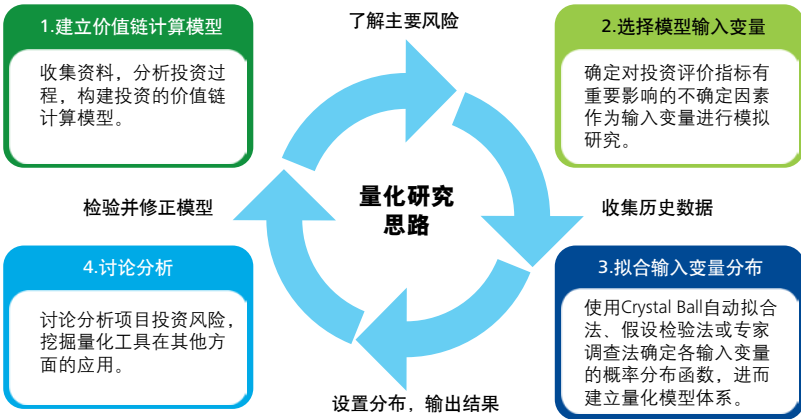 1.建立价值链计算模型
收集资料，分析投资过
程，构建投资的价值链
计算模型。
了解主要风险
2.选择模型输入变量
确定对投资评价指标有
重要影响的不确定因素
作为输入变量进行模拟
研究。
检验并修正模型
量化研究
思路
收集历史数据
4.讨论分析
讨论分析项目投资风险，
挖掘量化工具在其他方
面的应用。
3.拟合输入变量分布
使用Crystal Ball自动拟合
法、假设检验法或专家
调查法确定各输入变量
的概率分布函数，进而
建立量化模型体系。
设置分布，输出结果